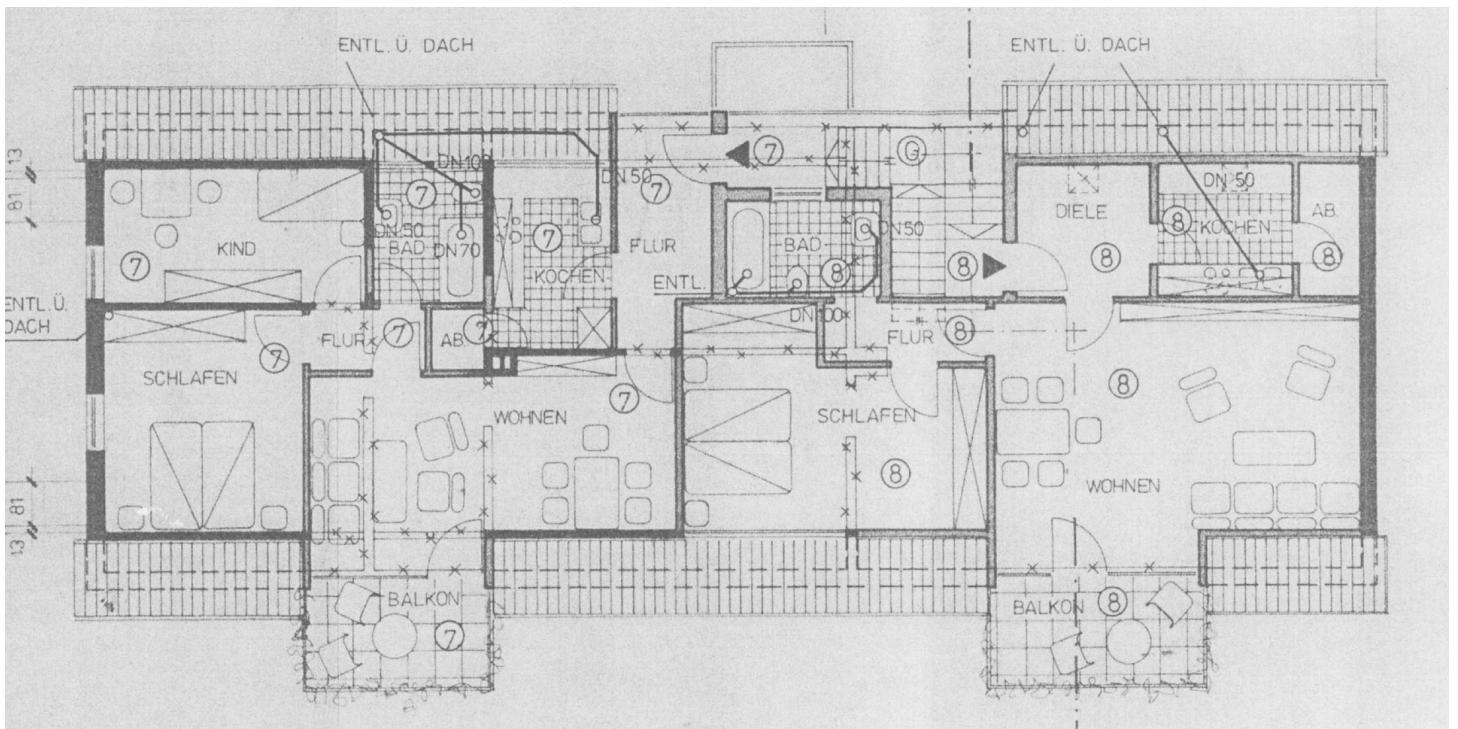 ENTL. Ü. DACH
ENTL. Ü. DACH
13
81
DN 100
7
G
DN 50
7
7
DN 50
8
DIELE
AB.
KOCHEN
KIND
7
DN 50
BAD
DN 70
7
KOCHEN
FLUR
BAD
DN 50
8
8
8
8
ENTL. Ü.
DACH
ENTL.
DN 100
FLUR
7
AB.
7
FLUR
8
7
SCHLAFEN
7
WOHNEN
SCHLAFEN
8
8
WOHNEN
81
13
BALKON
7
BALKON
8